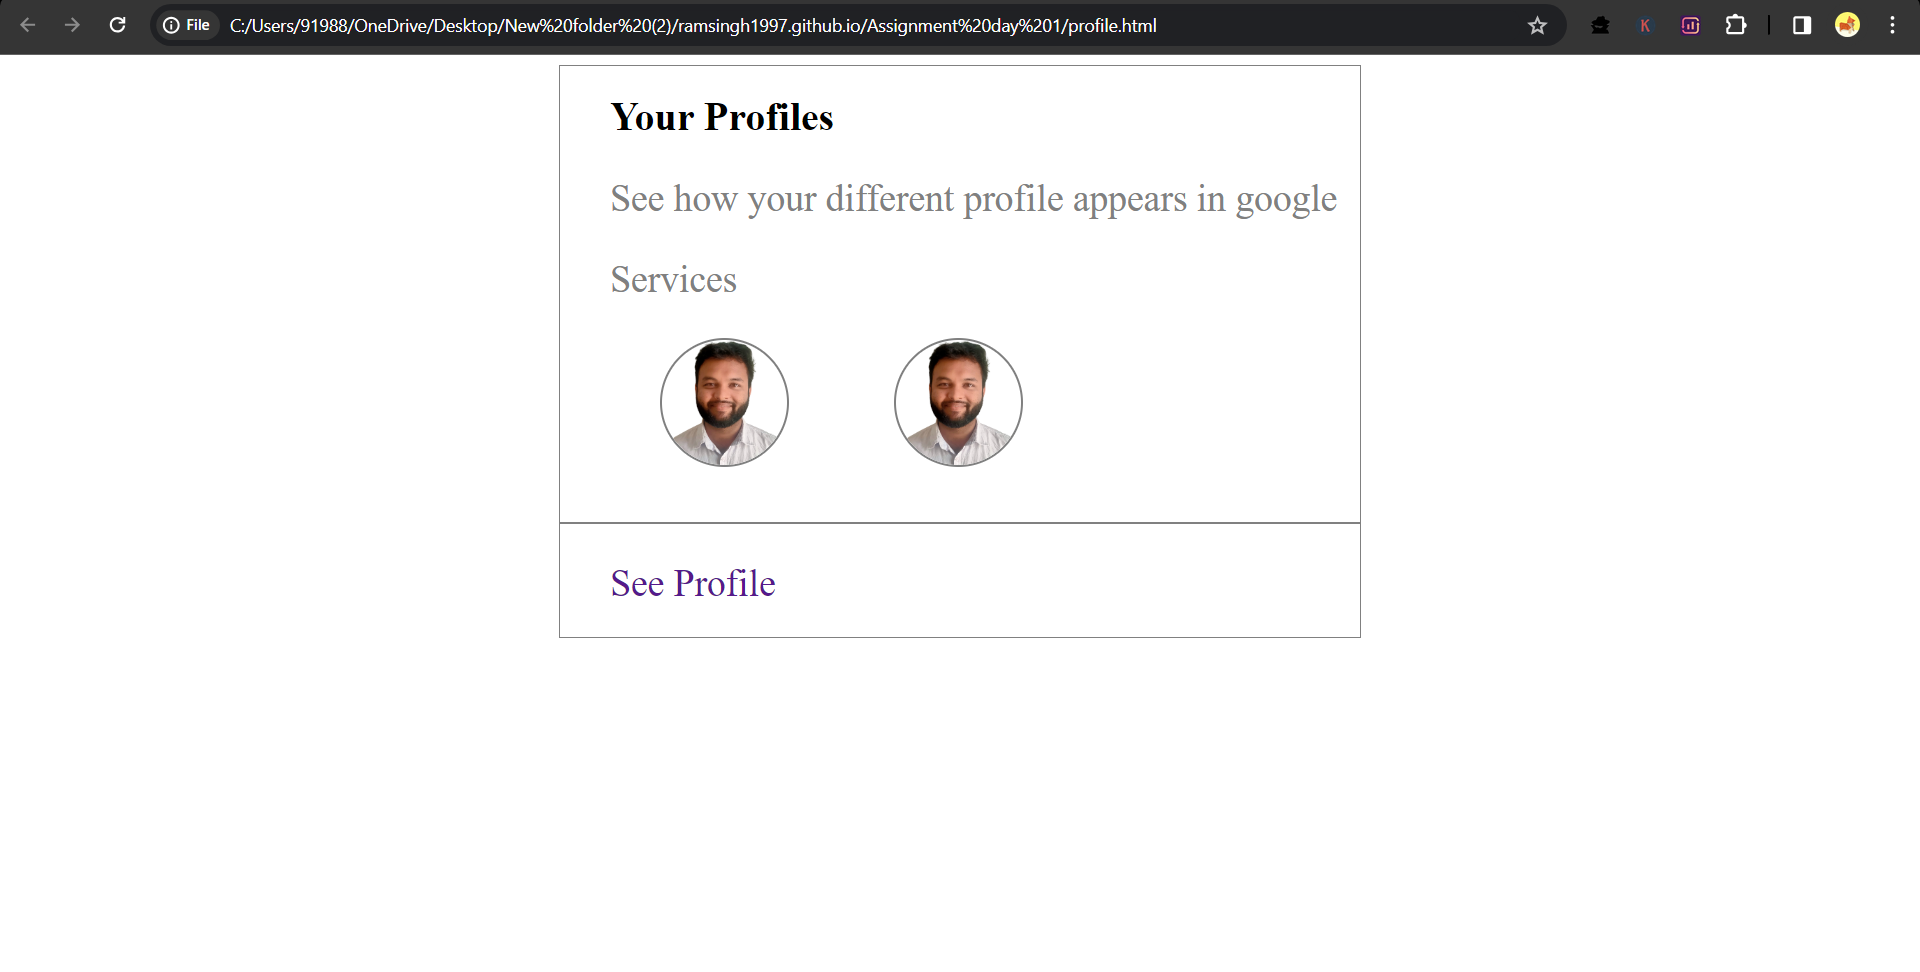 File C:/Users/91988/OneDrive/Desktop/New%20folder%20(2)/ramsingh1997.github.io/Assignment%20day%201/profile.html K
Your Profiles
See how your different profile appears in google
Services
See Profile